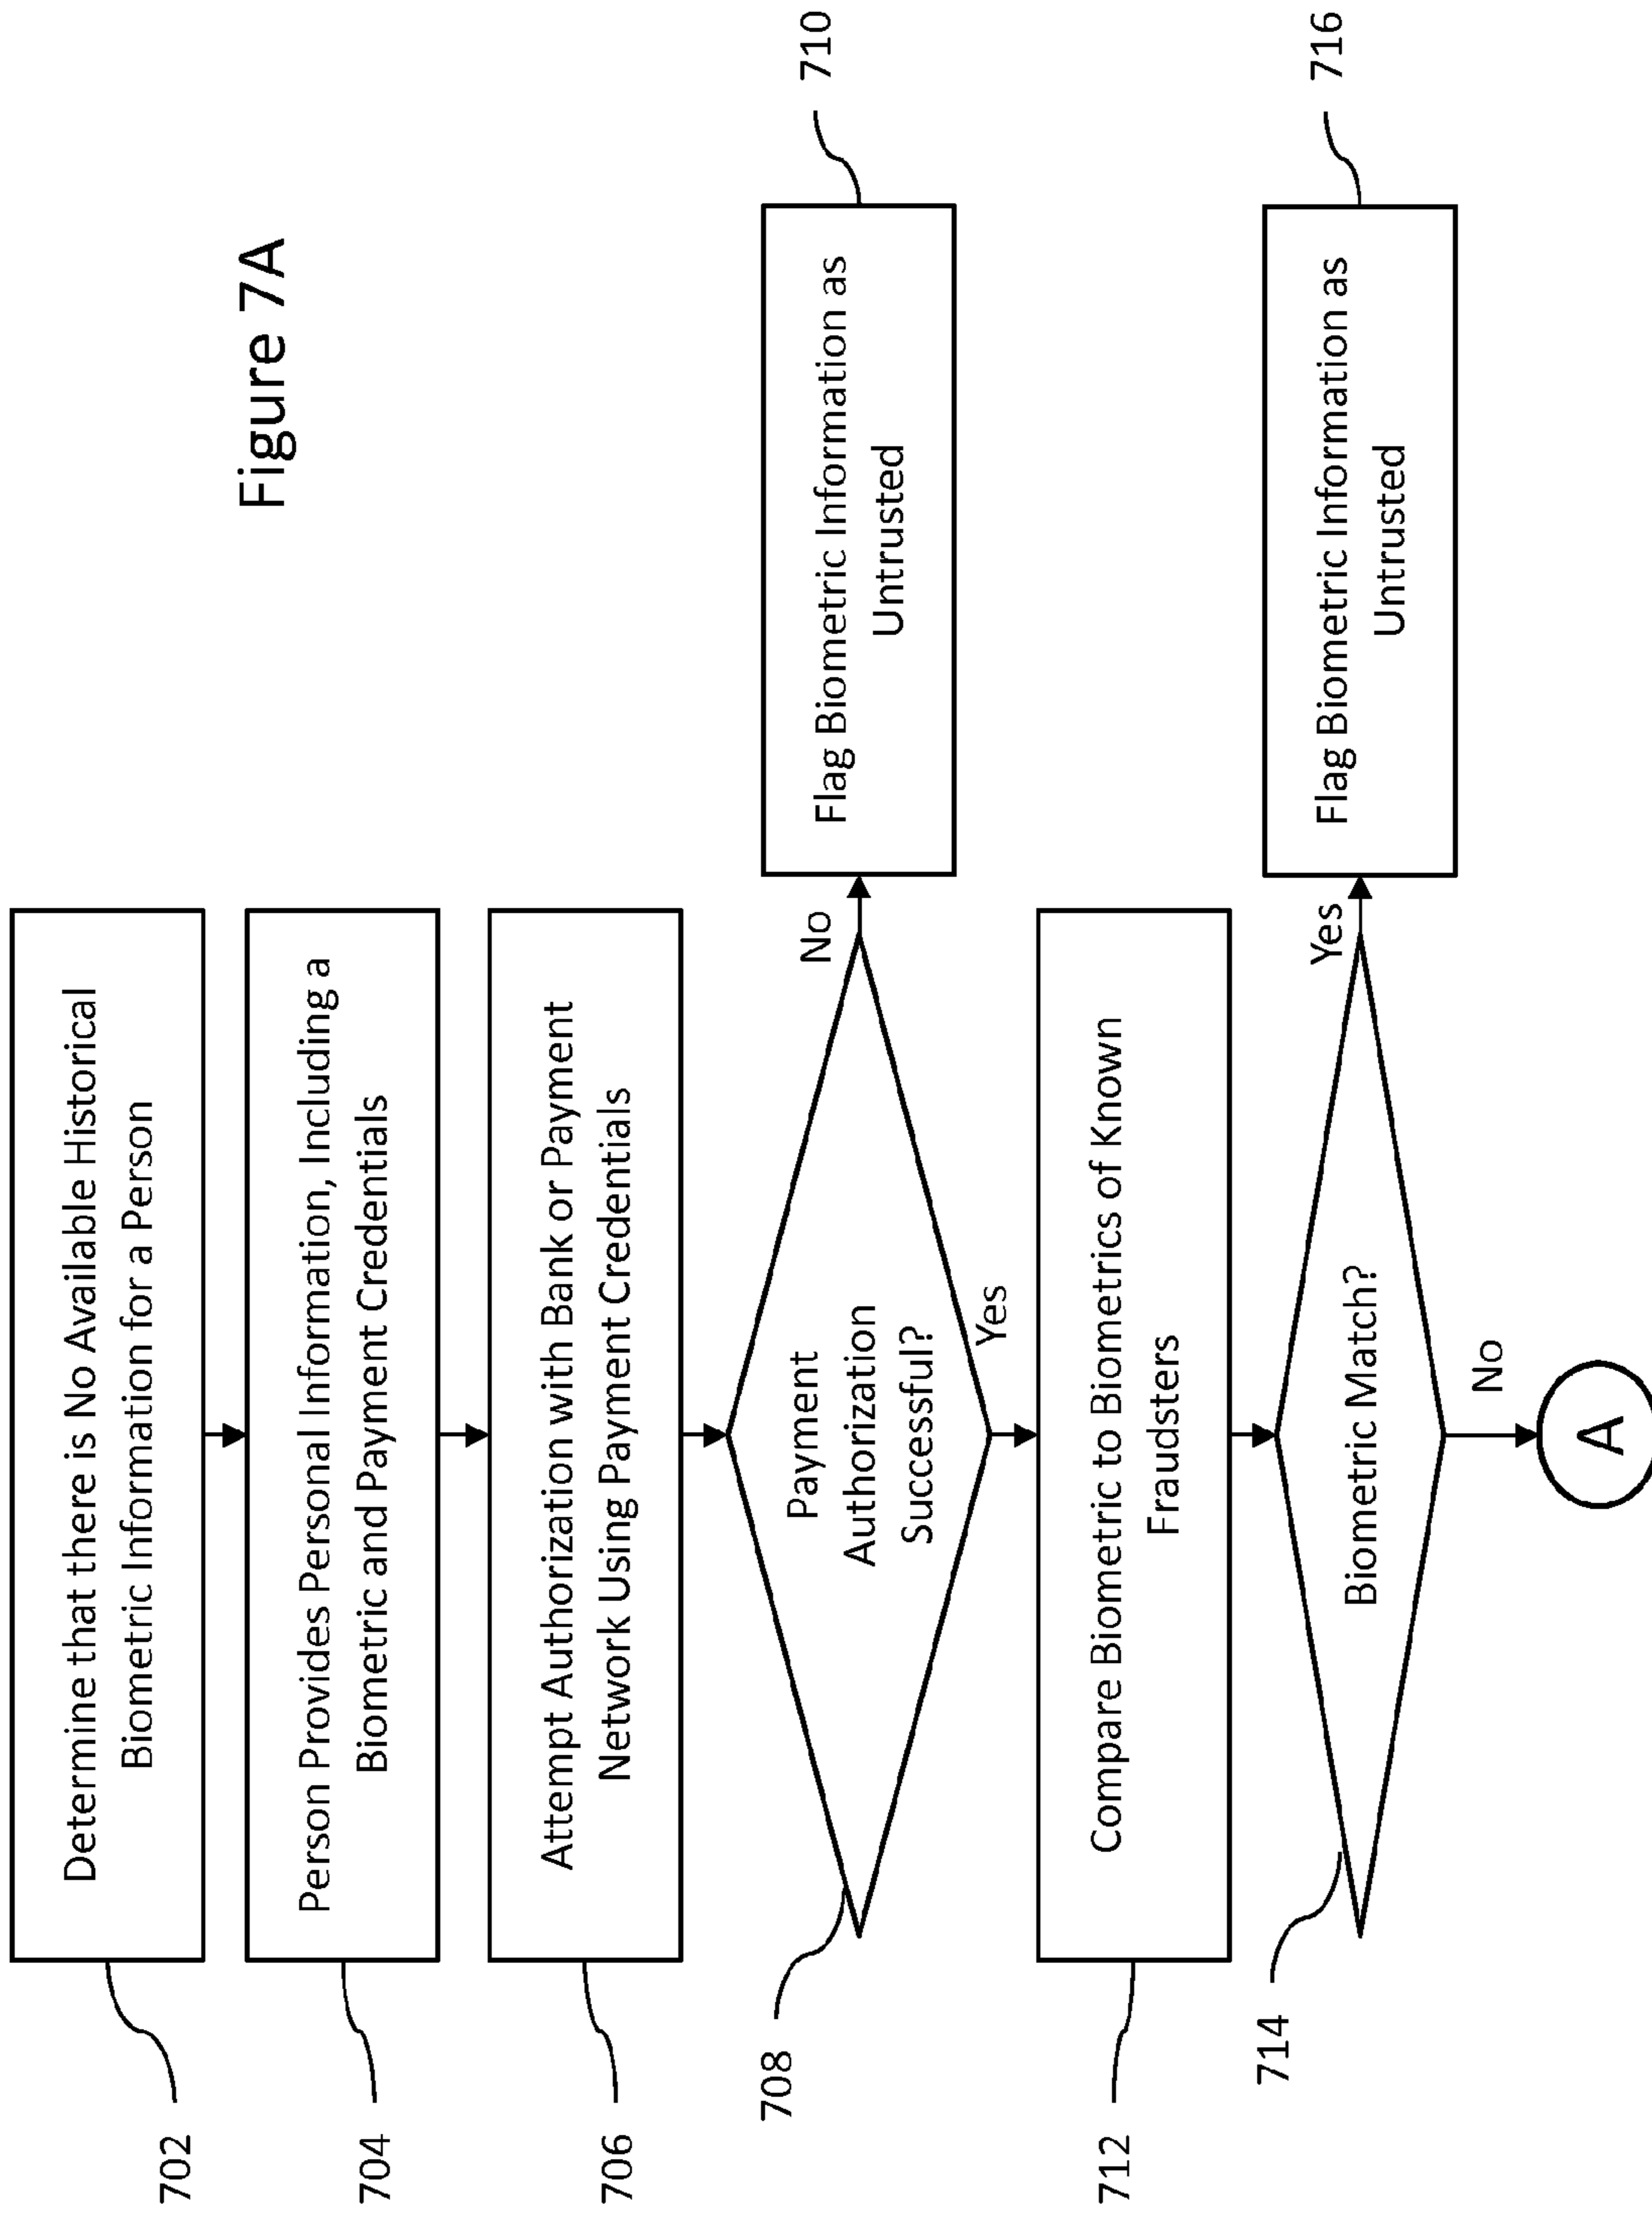 Figure 7A
702
Determine that there is No Available Historical
Biometric Information for a Person
704
Person Provides Personal Information, Including a
Biometric and Payment Credentials
706
Attempt Authorization with Bank or Payment
Network Using Payment Credentials
708
Payment
Authorization
Successful?
No
Flag Biometric Information as
Untrusted
710
Yes
712
Compare Biometric to Biometrics of Known
Fraudsters
714
Biometric Match?
Yes
Flag Biometric Information as
Untrusted
716
No
A